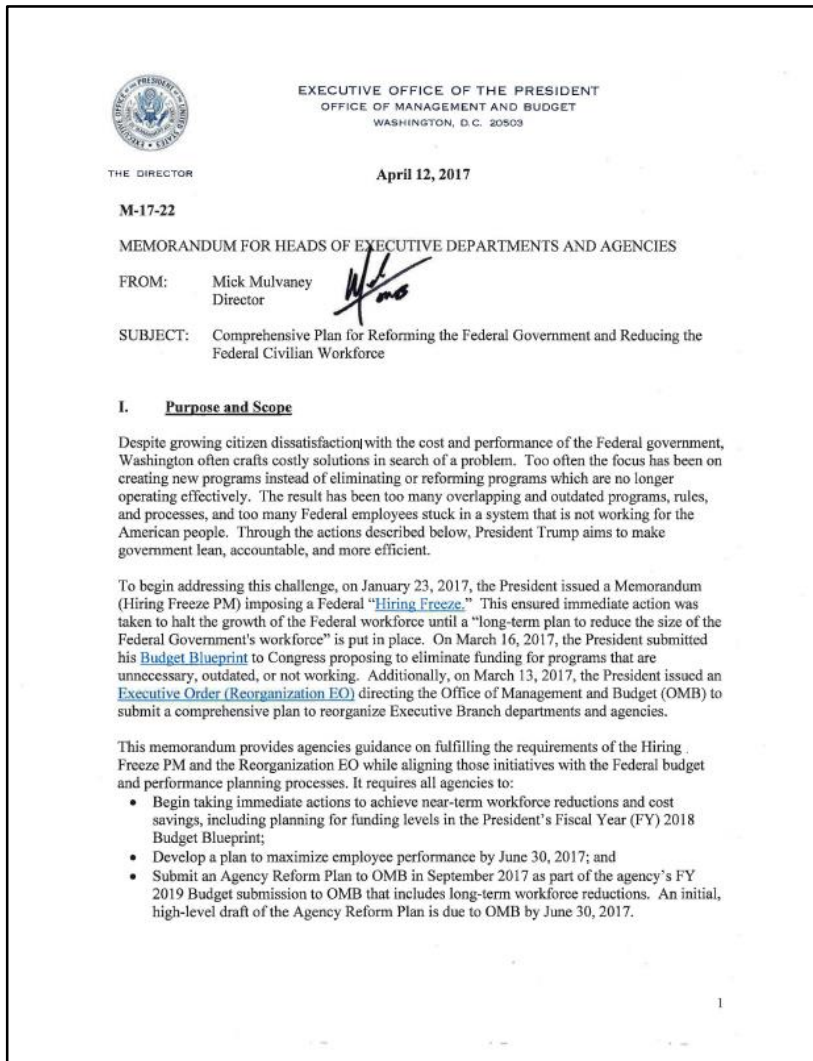 EXECUTIVE OFFICE OF THE PRESIDENT
OFFICE OF MANAGEMENT AND BUDGET
WASHINGTON, D.C. 20503
THE DIRECTOR
April 12, 2017
M-17-22
MEMORANDUM FOR HEADS OF EXECUTIVE DEPARTMENTS AND AGENCIES
FROM: Mick Mulvaney
Director
SUBJECT: Comprehensive Plan for Reforming the Federal Government and Reducing the
Federal Civilian Workforce
I. Purpose and Scope
Despite growing citizen dissatisfaction with the cost and performance of the Federal government,
Washington often crafts costly solutions in search of a problem. Too often the focus has been on
creating new programs instead of eliminating or reforming programs which are no longer
operating effectively. The result has been too many overlapping and outdated programs, rules,
and processes, and too many Federal employees stuck in a system that is not working for the
American people. Through the actions described below, President Trump aims to make
government lean, accountable, and more efficient.
To begin addressing this challenge, on January 23, 2017, the President issued a Memorandum
(Hiring Freeze PM) imposing a Federal “Hiring Freeze.” This ensured immediate action was
taken to halt the growth of the Federal workforce until a “long-term plan to reduce the size of the
Federal Government's workforce” is put in place. On March 16, 2017, the President submitted
his Budget Blueprint to Congress proposing to eliminate funding for programs that are
unnecessary, outdated, or not working. Additionally, on March 13, 2017, the President issued an
Executive Order (Reorganization EO) directing the Office of Management and Budget (OMB) to
submit a comprehensive plan to reorganize Executive Branch departments and agencies.
This memorandum provides agencies guidance on fulfilling the requirements of the Hiring
Freeze PM and the Reorganization EO while aligning those initiatives with the Federal budget
and performance planning processes. It requires all agencies to:
• Begin taking immediate actions to achieve near-term workforce reductions and cost
savings, including planning for funding levels in the President’s Fiscal Year (FY) 2018
Budget Blueprint;
• Develop a plan to maximize employee performance by June 30, 2017; and
• Submit an Agency Reform Plan to OMB in September 2017 as part of the agency’s FY
2019 Budget submission to OMB that includes long-term workforce reductions. An initial,
high-level draft of the Agency Reform Plan is due to OMB by June 30, 2017.
1